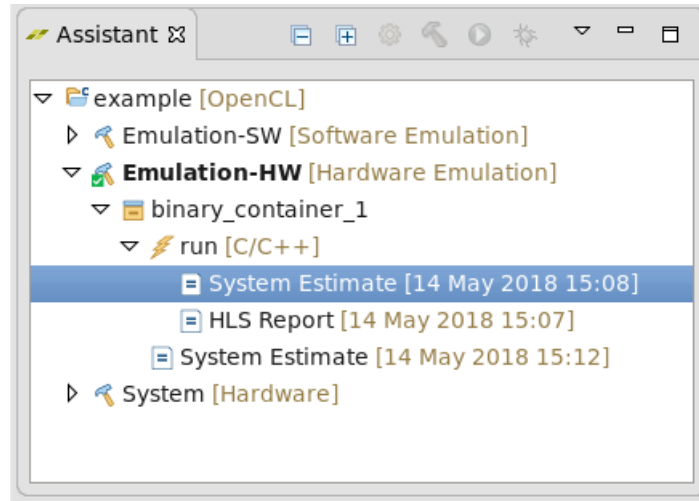 Assistant
example [OpenCL]
Emulation-SW [Software Emulation]
Emulation-HW [Hardware Emulation]
binary_container_1
run [C/C++]
System Estimate [14 May 2018 15:08]
HLS Report [14 May 2018 15:07]
System Estimate [14 May 2018 15:12]
System [Hardware]